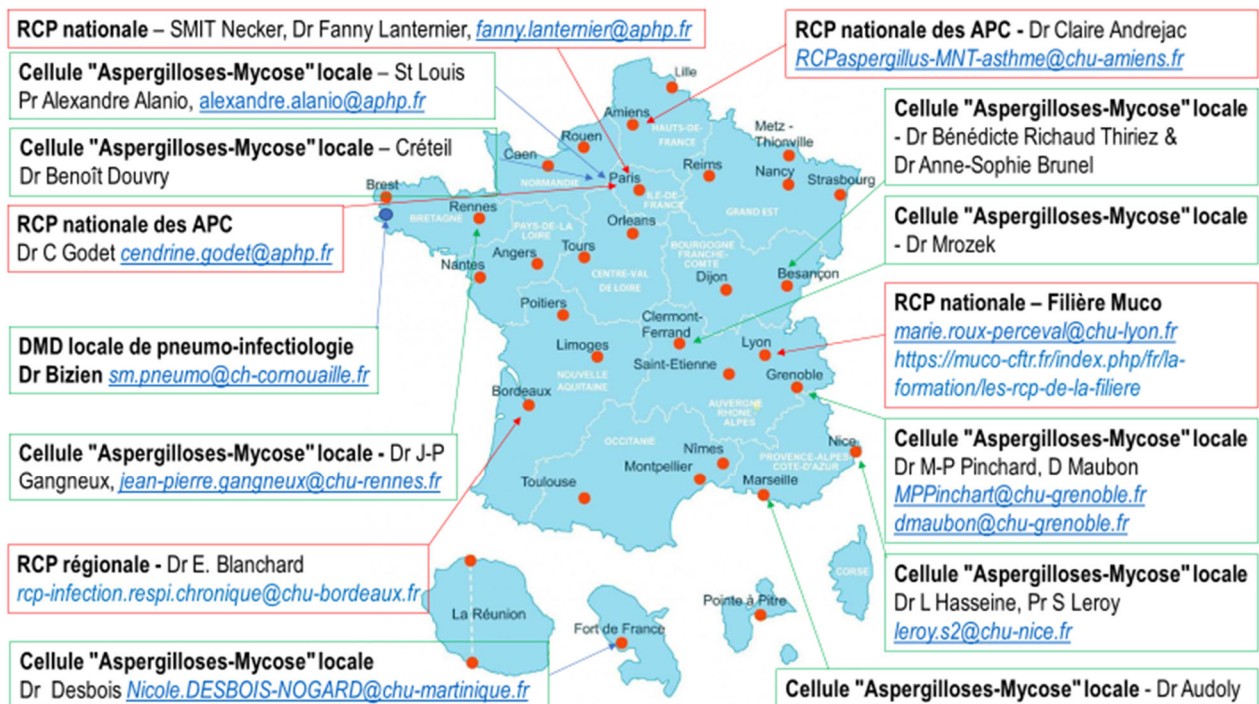 RCP nationale – SMIT Necker, Dr Fanny Lanternier, fanny.lanternier@aphp.fr
Cellule "Aspergilloses-Mycose" locale – St Louis
Pr Alexandre Alanio, alexandre.alanio@aphp.fr
Cellule "Aspergilloses-Mycose" locale – Créteil
Dr Benoît Douvry
RCP nationale des APC
Dr C Godet cendrine.godet@aphp.fr
DMD locale de pneumo-infectiologie
Dr Bizien sm.pneumo@ch-cornouaille.fr
Cellule "Aspergilloses-Mycose" locale - Dr J-P
Gangneux, jean-pierre.gangneux@chu-rennes.fr
RCP régionale - Dr E. Blanchard
rcp-infection.respi.chronique@chu-bordeaux.fr
Cellule "Aspergilloses-Mycose" locale
Dr Desbois Nicole.DESBOIS-NOGARD@chu-martinique.fr
Lille
Amiens
HAUTS-DE-
FRANCE
Rouen
Caen
NORMANDIE
Metz -
Thionville
Reims
Nancy
Strasbourg
Paris
ILE-DE-
FRANCE
GRAND EST
Brest
BRETAGNE
Rennes
PAYS-DE-LA
LOIRE
Orleans
Angers
Tours
Nantes
CENTRE-VAL
DE LOIRE
BOURGOGNE
FRANCHE-
COMTE
Dijon
Besançon
Poitiers
Clermont-
Ferrand
Limoges
Lyon
Saint-Etienne
Grenoble
NOUVELLE
AQUITAINE
Bordeaux
AUVERGNE
RHONE-
ALPES
OCCITANIE
Nîmes
Nice
PROVENCE-ALPES-
COTE-D'AZUR
Montpellier
Marseille
Toulouse
CORSE
La Réunion
Fort de France
Pointe à Pitre
RCP nationale des APC - Dr Claire Andrejac
RCPaspergillus-MNT-asthme@chu-amiens.fr
Cellule "Aspergilloses-Mycose" locale
- Dr Bénédicte Richaud Thiriez &
Dr Anne-Sophie Brunel
Cellule "Aspergilloses-Mycose" locale
- Dr Mrozek
RCP nationale – Filière Muco
marie.roux-perceval@chu-lyon.fr
https://muco-cftr.fr/index.php/fr/la-
formation/les-rcp-de-la-filiere
Cellule "Aspergilloses-Mycose" locale
Dr M-P Pinchard, D Maubon
MPPinchart@chu-grenoble.fr
dmaubon@chu-grenoble.fr
Cellule "Aspergilloses-Mycose" locale
Dr L Hasseine, Pr S Leroy
leroy.s2@chu-nice.fr
Cellule "Aspergilloses-Mycose" locale - Dr Audoly